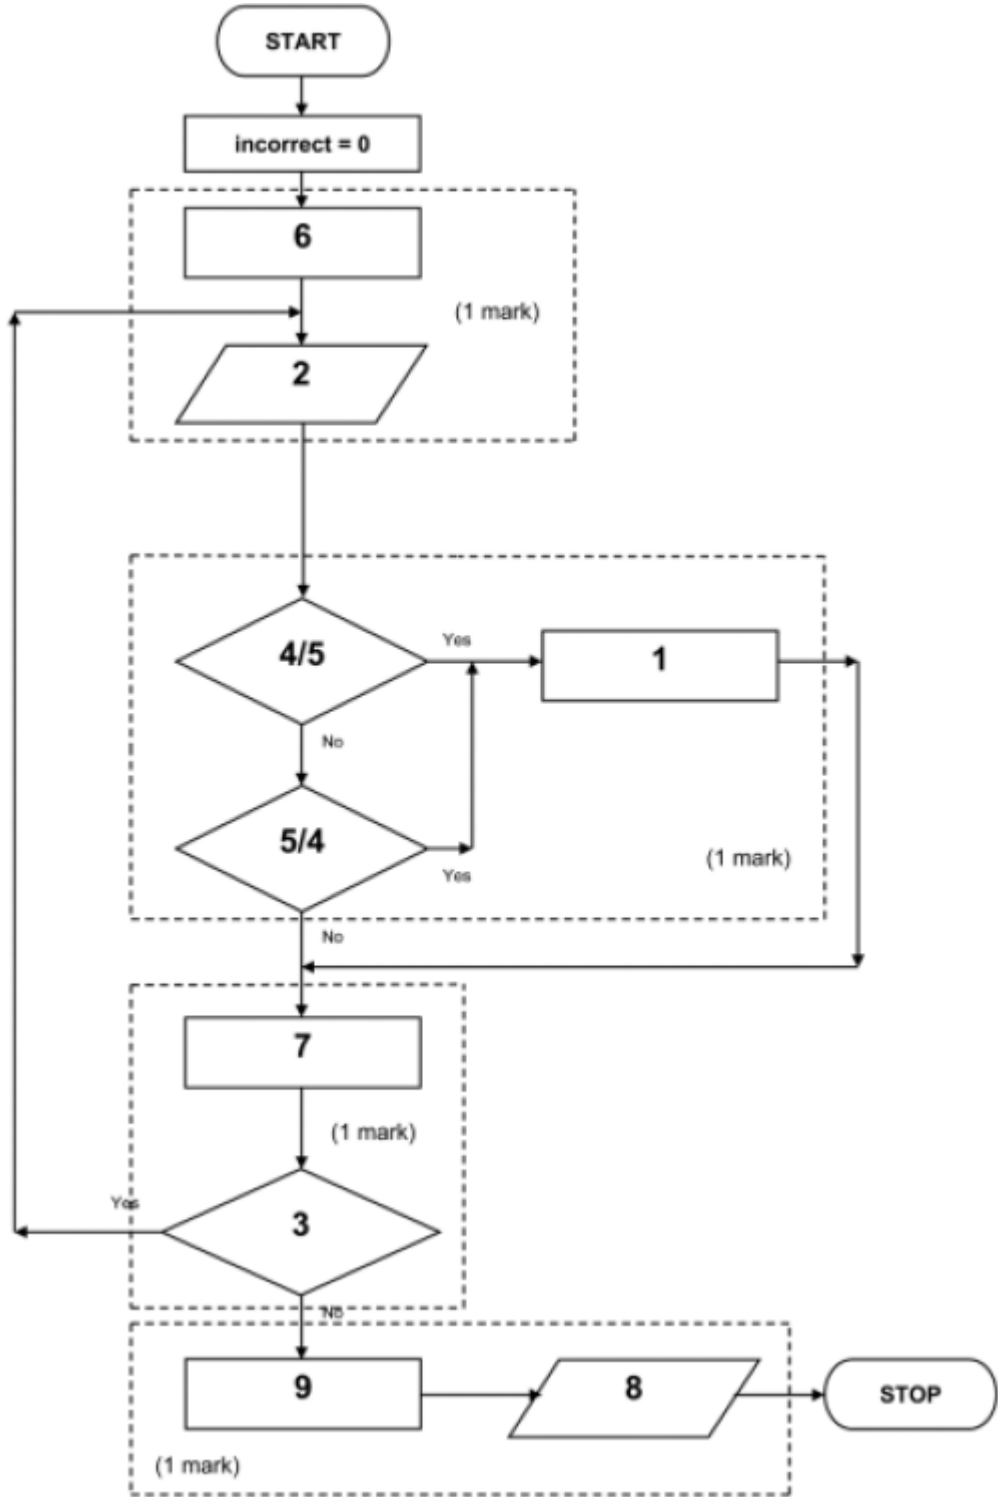 START
incorrect = 0
6
(1 mark)
2
4/5
Yes
1
No
5/4
Yes
(1 mark)
No
7
(1 mark)
Yes
3
No
9
8
STOP
(1 mark)